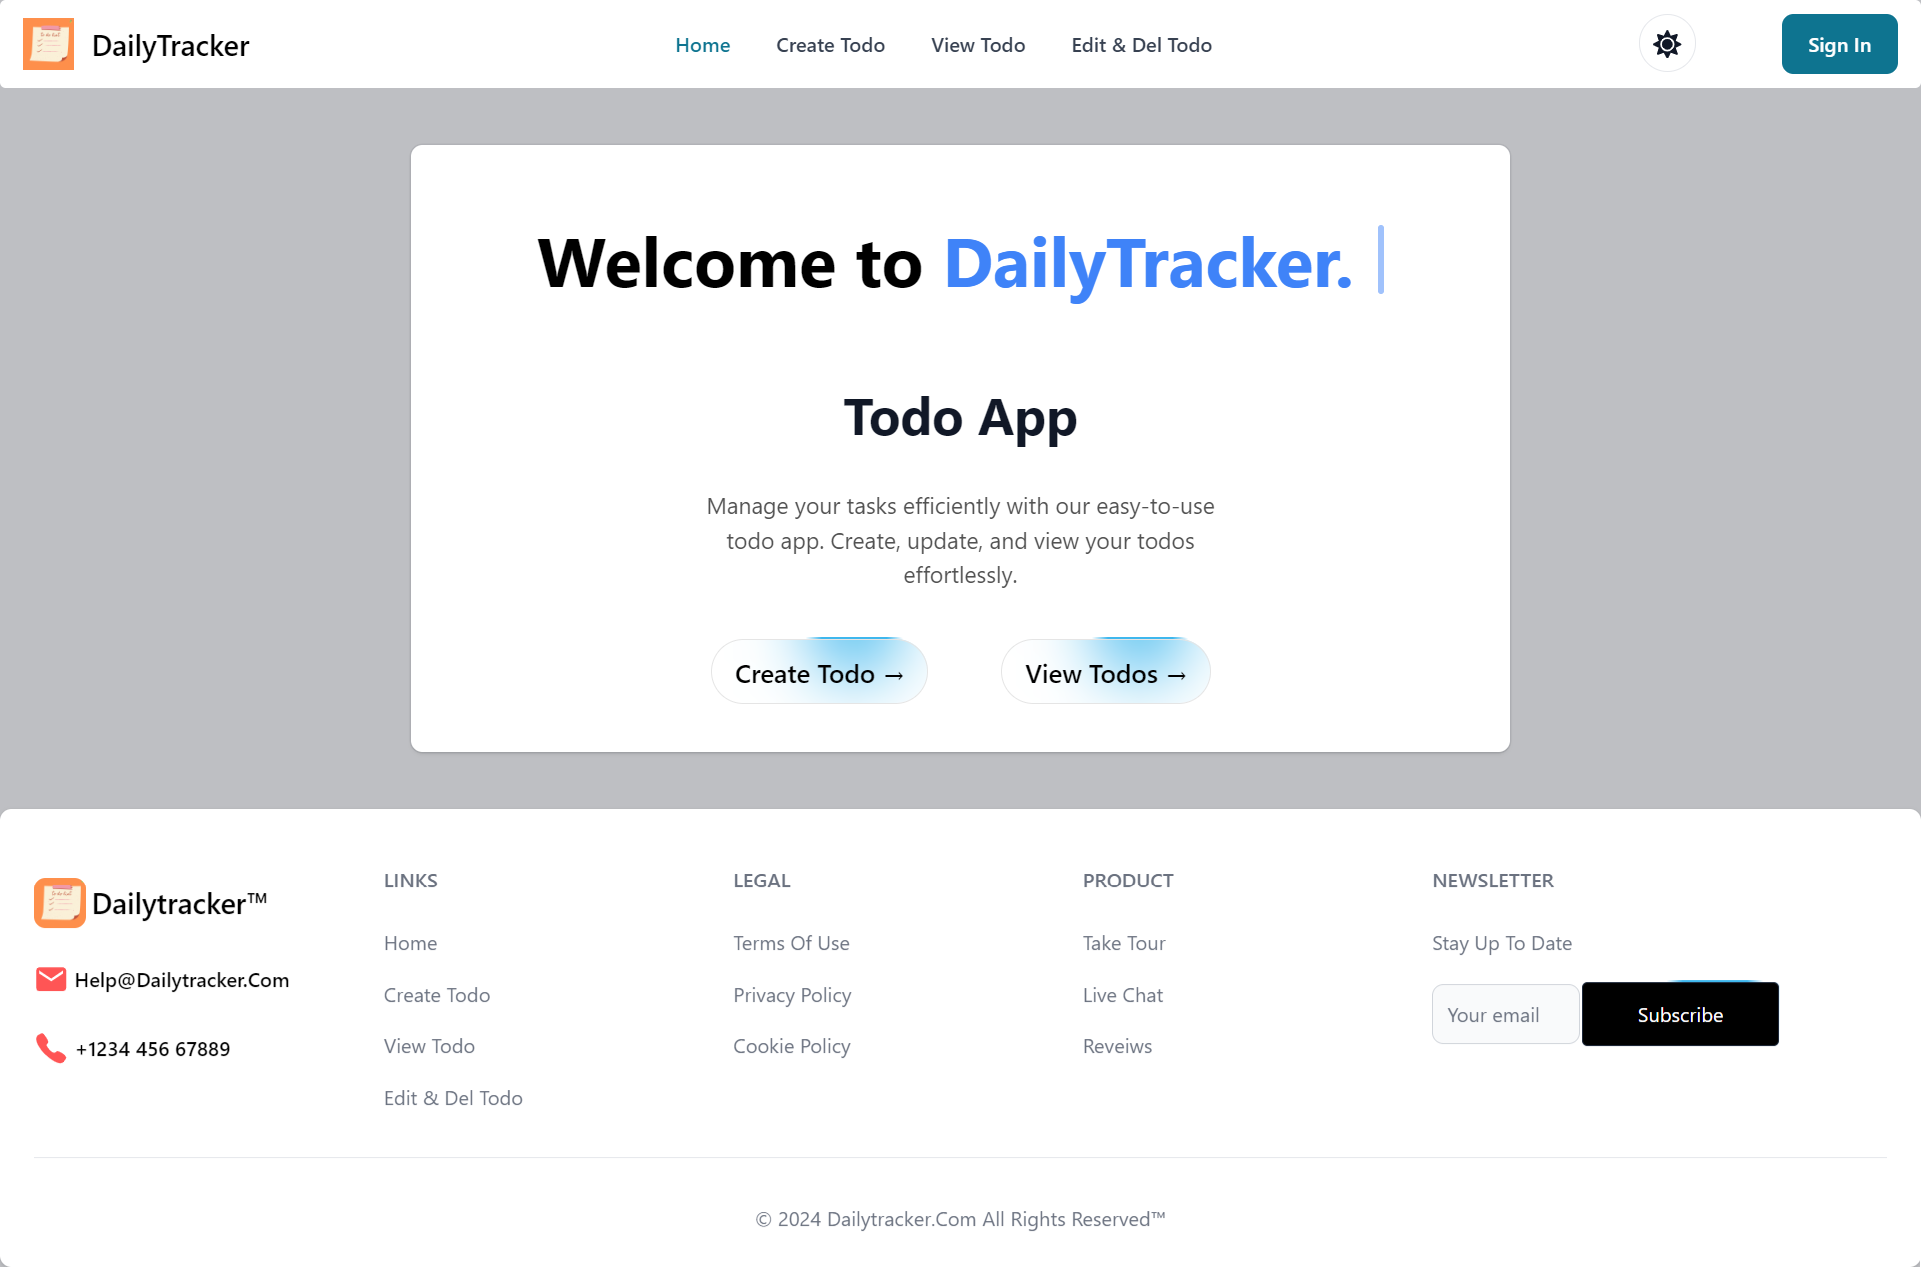 DailyTracker
Home
Create Todo
View Todo
Edit & Del Todo
Sign In
Welcome to DailyTracker.
Todo App
Manage your tasks efficiently with our easy-to-use
todo app. Create, update, and view your todos
effortlessly.
Create Todo →
View Todos →
Dailytracker™
Help@Dailytracker.Com
+1234 456 67889
LINKS
Home
Create Todo
View Todo
Edit & Del Todo
LEGAL
Terms Of Use
Privacy Policy
Cookie Policy
PRODUCT
Take Tour
Live Chat
Reveiws
NEWSLETTER
Stay Up To Date
Your email
Subscribe
© 2024 Dailytracker.Com All Rights Reserved™